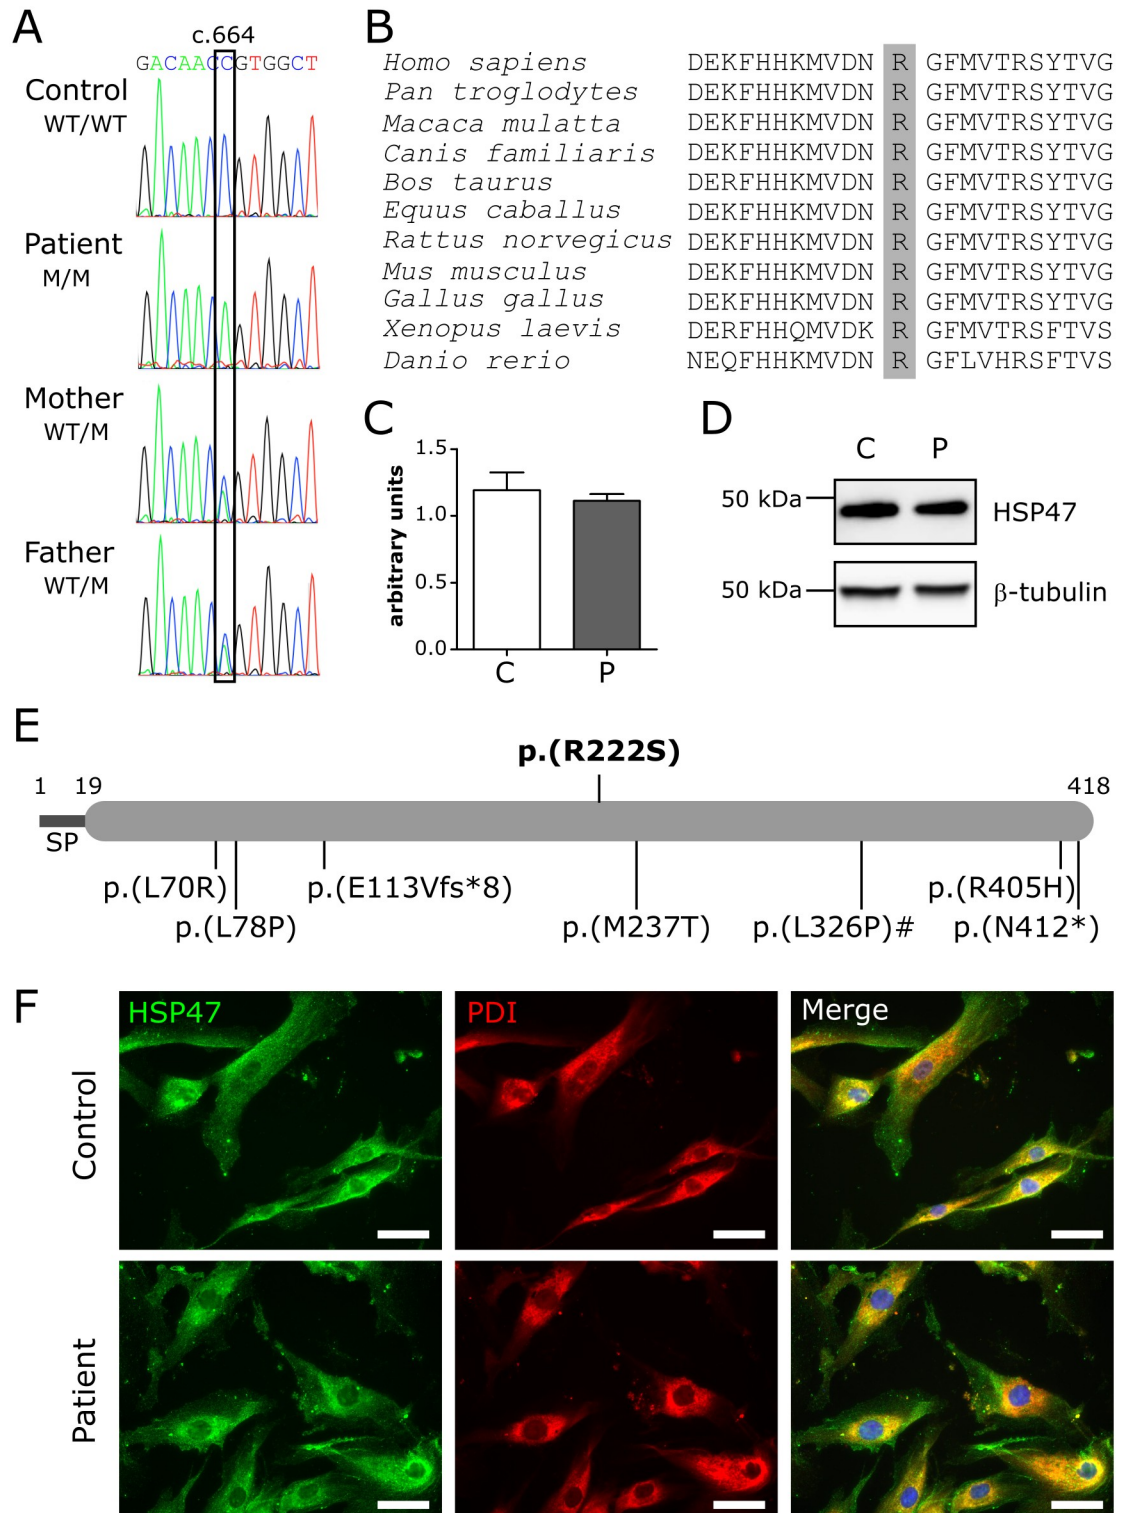 A
c.664
GACAACCGTGGCT
Control
WT/WT
Patient
M/M
Mother
WT/M
Father
WT/M
B
Homo sapiens DEKFHHKMVDN R GFMVTRSYTVG
Pan troglodytes DEKFHHKMVDN R GFMVTRSYTVG
Macaca mulatta DEKFHHKMVDN R GFMVTRSYTVG
Canis familiaris DEKFHHKMVDN R GFMVTRSYTVG
Bos taurus DERFHHKMVDN R GFMVTRSYTVG
Equus caballus DEKFHHKMVDN R GFMVTRSYTVG
Rattus norvegicus DEKFHHKMVDN R GFMVTRSYTVG
Mus musculus DEKFHHKMVDN R GFMVTRSYTVG
Gallus gallus DEKFHHKMVDN R GFMVTRSYTVG
Xenopus laevis DERFHHQMVDK R GFMVTRSFTVS
Danio rerio NEQFHHKMVDN R GFLVHRSFTVS
C
arbitrary units
1.5
1.0
0.5
0.0
C P
D
C P
50 kDa HSP47
50 kDa β-tubulin
E
p.(R222S)
1 19 418
SP
p.(L70R) p.(E113Vfs*8) p.(R405H)
p.(L78P) p.(M237T) p.(L326P)# p.(N412*)
F
HSP47 PDI Merge
Control
Patient